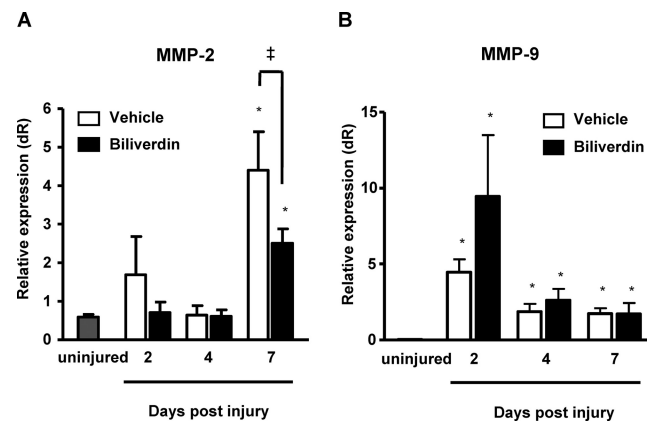 A
MMP-2
‡
Vehicle
Biliverdin
*
*
Relative expression (dR)
6
5
4
3
2
1
0
uninjured 2 4 7
Days post injury
B
MMP-9
Vehicle
Biliverdin
*
*
*
*
*
*
Relative expression (dR)
15
10
5
0
uninjured 2 4 7
Days post injury